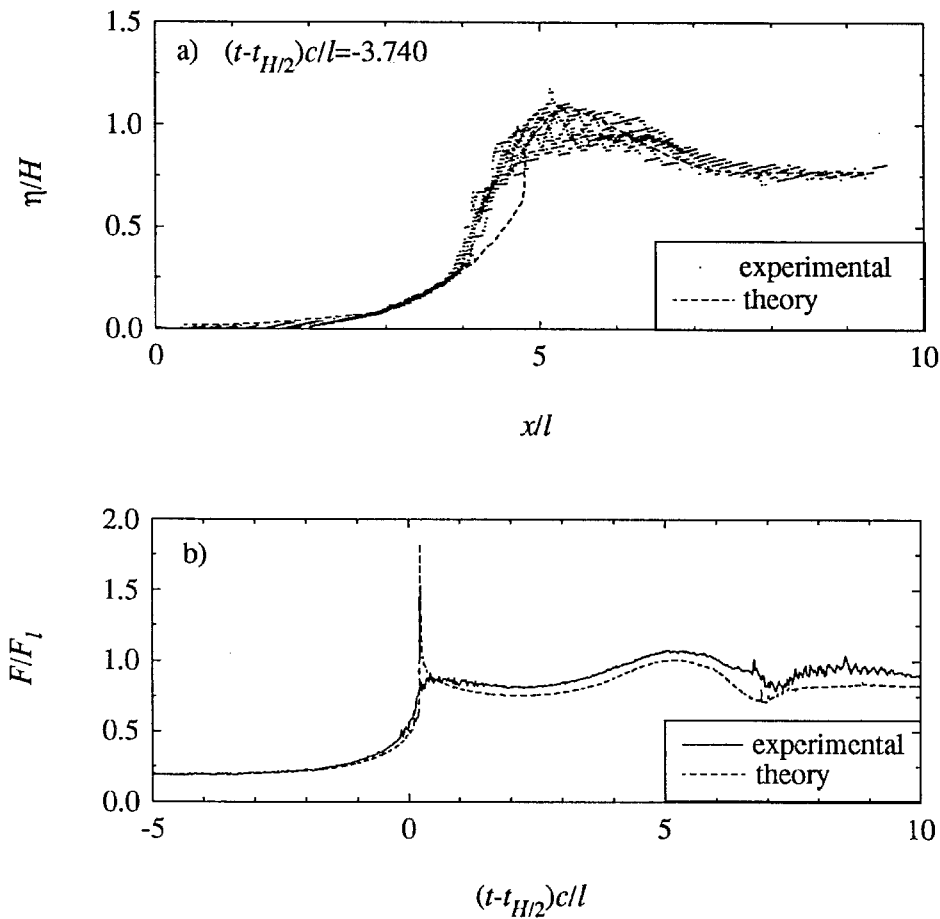 1.5
a) (t-t_{H/2})c/l=-3.740
1.0
η/H
0.5
experimental
theory
0.0
0 5 10
x/l
2.0
b)
1.5
F/F_l
1.0
0.5
experimental
theory
0.0
-5 0 5 10
(t-t_{H/2})c/l